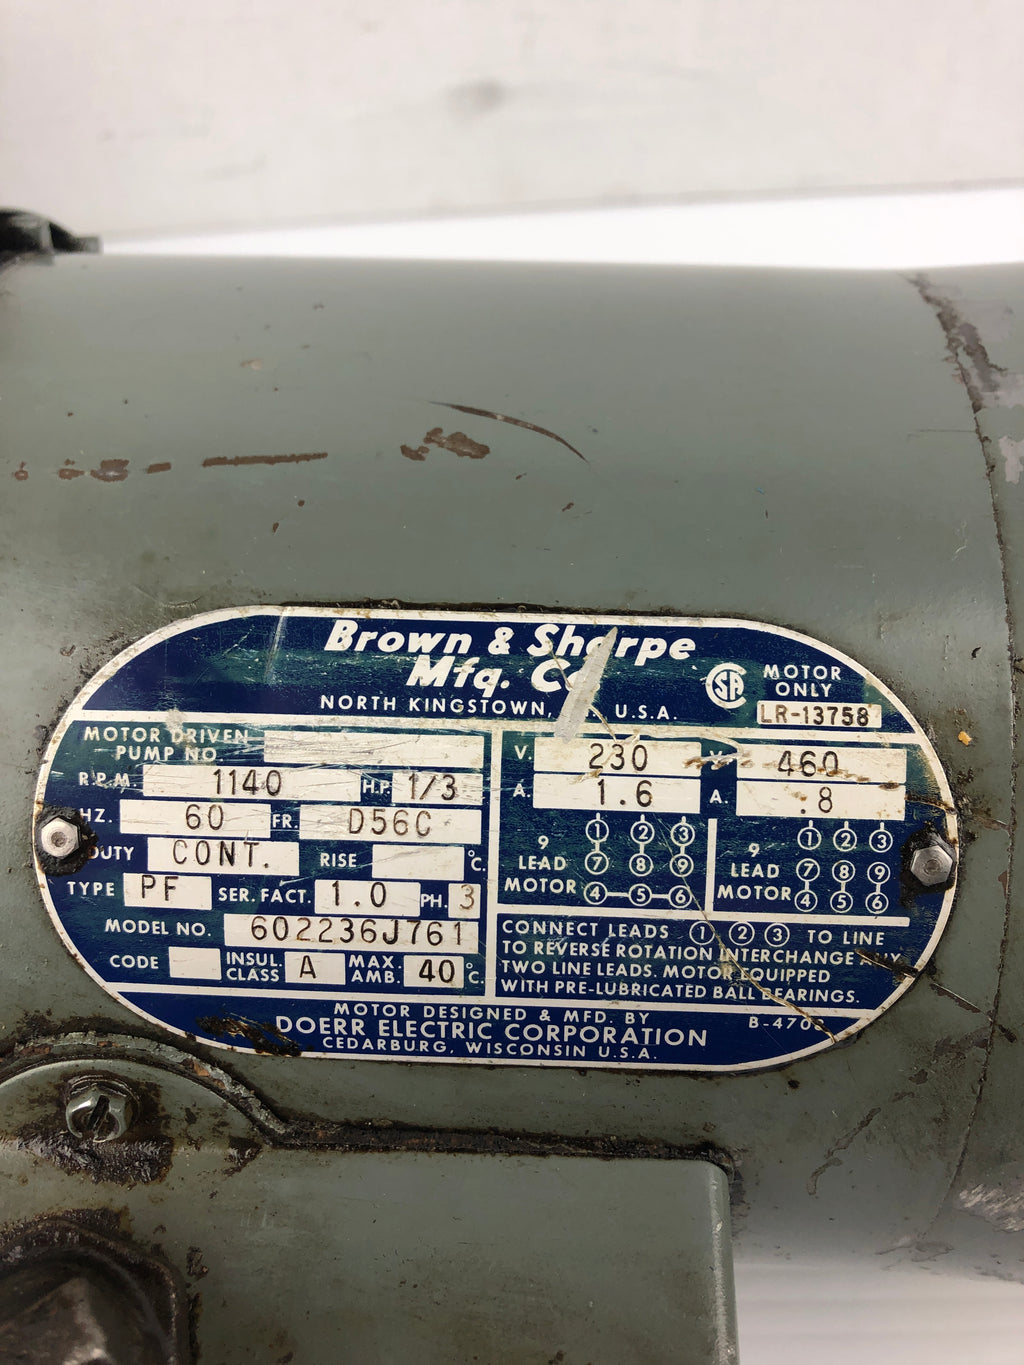 Brown & Sharpe
Mfg. Co
NORTH KINGSTOWN, U.S.A.
SA
MOTOR
ONLY
LR-13758
MOTOR DRIVEN
PUMP NO.
R.P.M. 1140 H.P. 1/3
HZ. 60 FR. D56C
DUTY CONT. RISE °C.
TYPE PF SER. FACT. 1.0 PH. 3
MODEL NO. 602236J761
CODE INSUL. CLASS A MAX. AMB. 40 °C.
V. 230 V. 460
A. 1.6 A. .8
9
LEAD
MOTOR
1 2 3
7 8 9
4 5 6
9
LEAD
MOTOR
1 2 3
7 8 9
4 5 6
CONNECT LEADS 1 2 3 TO LINE
TO REVERSE ROTATION INTERCHANGE ANY
TWO LINE LEADS. MOTOR EQUIPPED
WITH PRE-LUBRICATED BALL BEARINGS.
MOTOR DESIGNED & MFD. BY
DOERR ELECTRIC CORPORATION
CEDARBURG, WISCONSIN U.S.A.